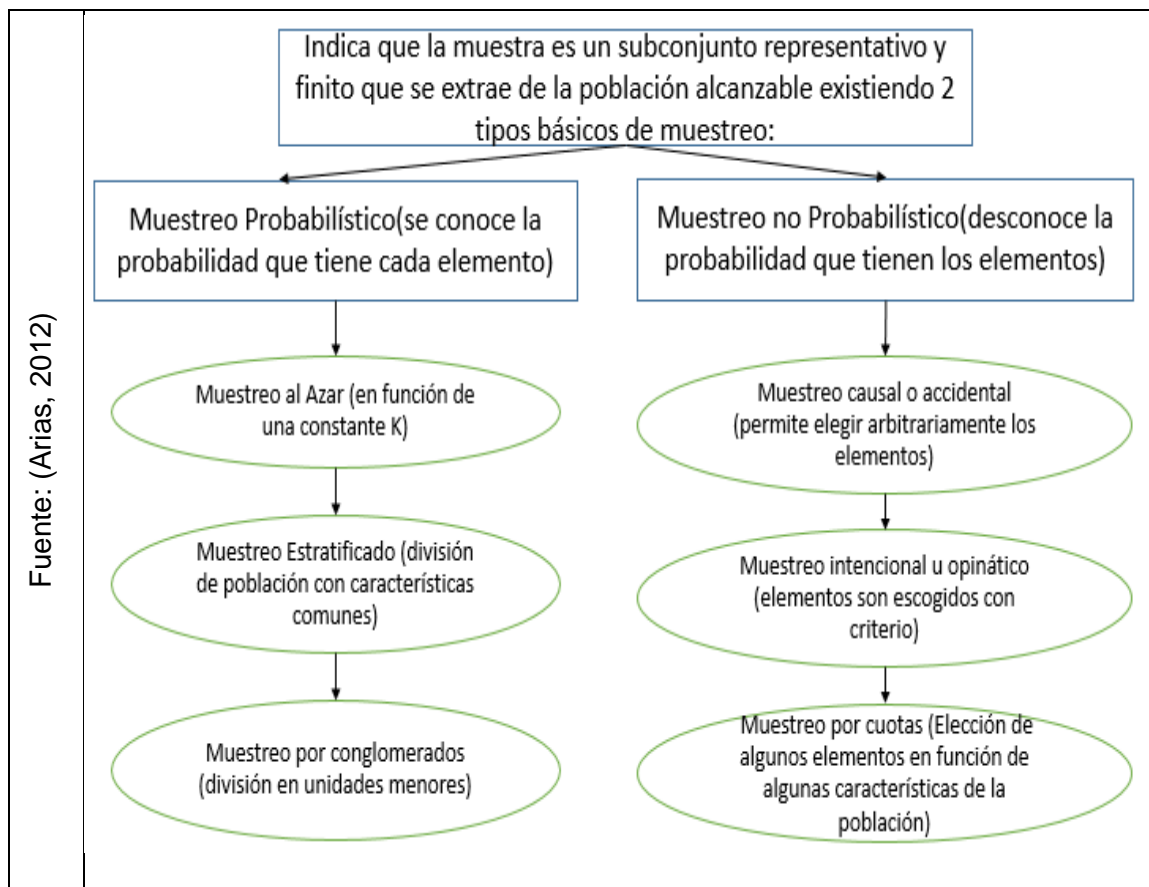 Fuente: (Arias, 2012)
Indica que la muestra es un subconjunto representativo y
finito que se extrae de la población alcanzable existiendo 2
tipos básicos de muestreo:
Muestreo Probabilístico(se conoce la
probabilidad que tiene cada elemento)
Muestreo no Probabilístico(desconoce la
probabilidad que tienen los elementos)
Muestreo al Azar (en función de
una constante K)
Muestreo causal o accidental
(permite elegir arbitrariamente los
elementos)
Muestreo Estratificado (división
de población con características
comunes)
Muestreo intencional u opinático
(elementos son escogidos con
criterio)
Muestreo por conglomerados
(división en unidades menores)
Muestreo por cuotas (Elección de
algunos elementos en función de
algunas características de la
población)